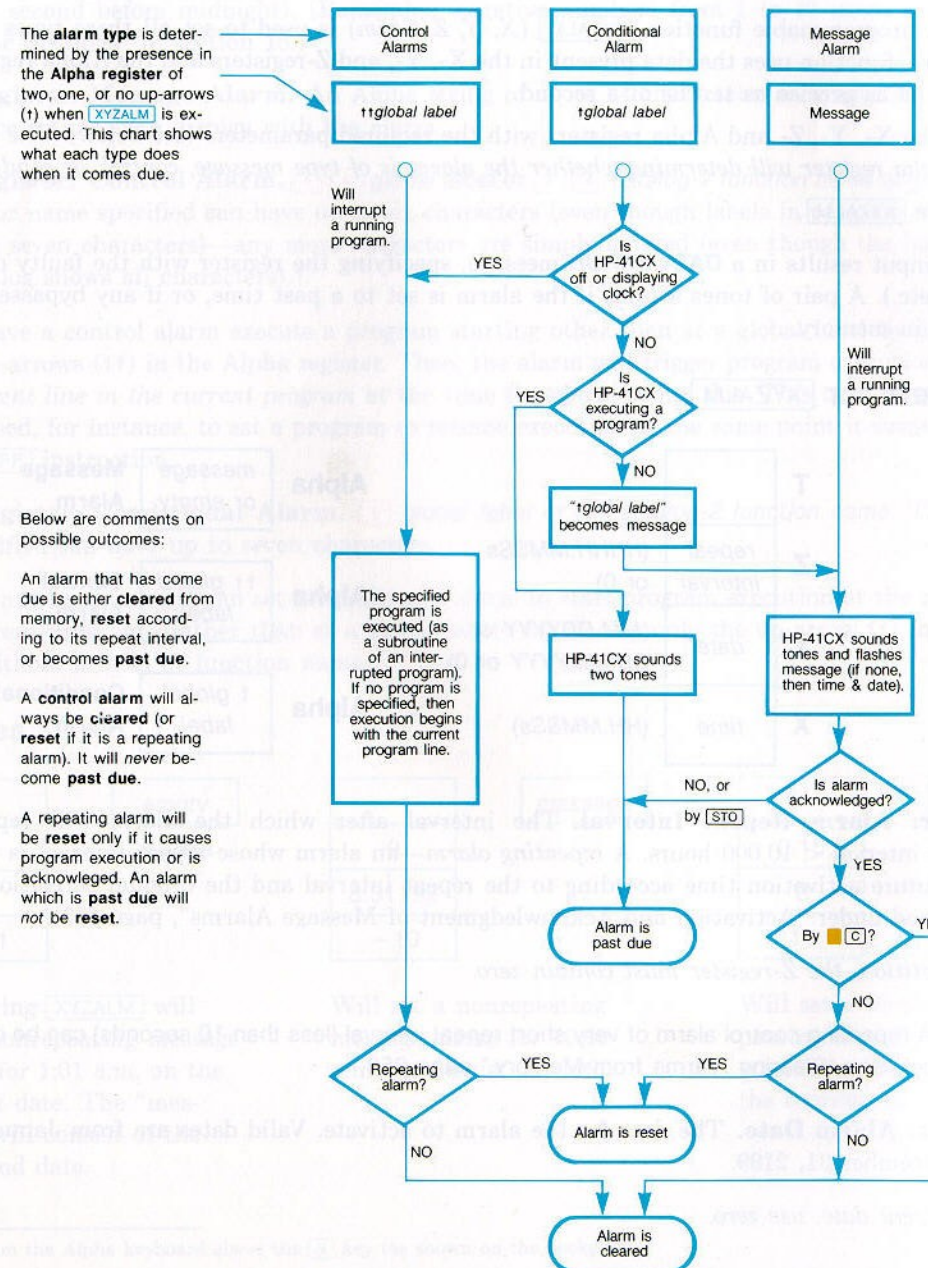 The alarm type is deter-
mined by the presence in
the Alpha register of
two, one, or no up-arrows
(↑) when XYZALM is ex-
ecuted. This chart shows
what each type does
when it comes due.
Control
Alarms
Conditional
Alarm
Message
Alarm
↑↑global label
↑global label
Message
Will
interrupt
a running
program.
YES
Is
HP-41CX
off or displaying
clock?
NO
Will
interrupt
a running
program.
YES
Is
HP-41CX
executing a
program?
NO
"↑global label"
becomes message
Below are comments on
possible outcomes:
An alarm that has come
due is either cleared from
memory, reset accord-
ing to its repeat interval,
or becomes past due.
A control alarm will al-
ways be cleared (or
reset if it is a repeating
alarm). It will never be-
come past due.
A repeating alarm will
be reset only if it causes
program execution or is
acknowleged. An alarm
which is past due will
not be reset.
The specified
program is
executed (as
a subroutine
of an inter-
rupted program).
If no program is
specified, then
execution begins
with the current
program line.
HP-41CX sounds
two tones
HP-41CX sounds
tones and flashes
message (if none,
then time & date).
NO, or
by STO
Is alarm
acknowledged?
YES
Alarm is
past due
By C?
NO
Repeating
alarm?
YES
YES
Repeating
alarm?
Alarm is reset
NO
NO
Alarm is
cleared